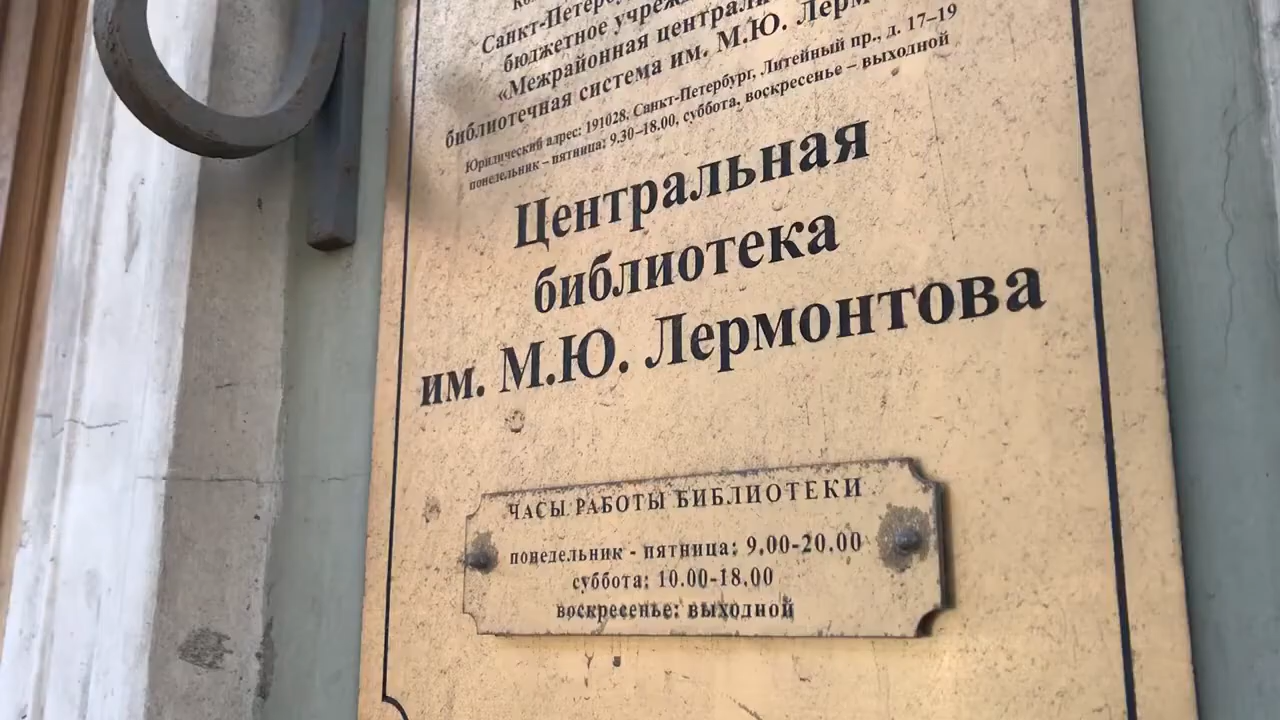 Санкт-Петерб
бюджетное учреж
«Межрайонная централ
библиотечная система им. М.Ю. Лерм
Юридический адрес: 191028, Санкт-Петербург, Литейный пр., д. 17–19
понедельник – пятница: 9.30–18.00, суббота, воскресенье – выходной
Центральная
библиотека
им. М.Ю. Лермонтова
ЧАСЫ РАБОТЫ БИБЛИОТЕКИ
понедельник - пятница: 9.00-20.00
суббота: 10.00-18.00
воскресенье: выходной